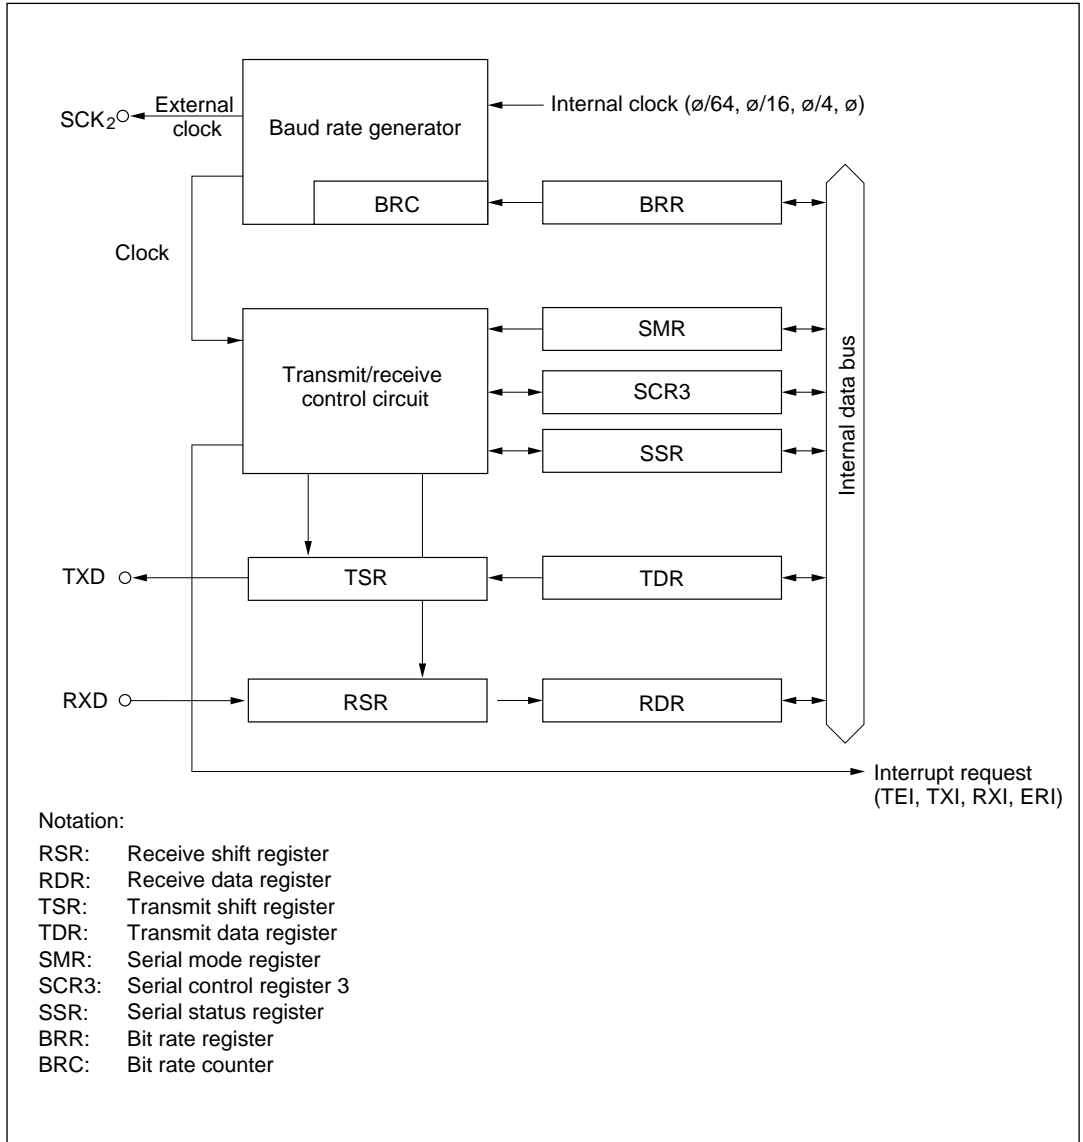 SCK2
External
clock
Baud rate generator
Internal clock (ø/64, ø/16, ø/4, ø)
BRC
BRR
Clock
Internal data bus
Transmit/receive
control circuit
SMR
SCR3
SSR
TXD
TSR
TDR
RXD
RSR
RDR
Interrupt request
(TEI, TXI, RXI, ERI)
Notation:
RSR: Receive shift register
RDR: Receive data register
TSR: Transmit shift register
TDR: Transmit data register
SMR: Serial mode register
SCR3: Serial control register 3
SSR: Serial status register
BRR: Bit rate register
BRC: Bit rate counter